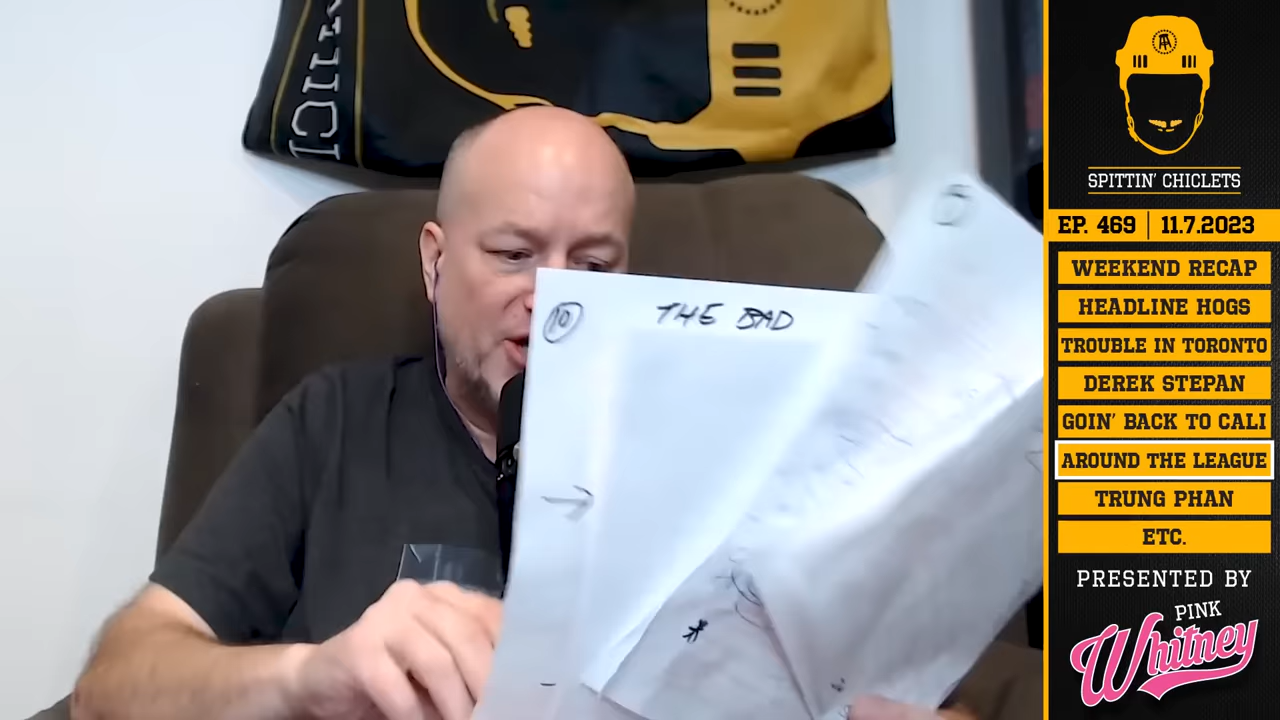 ⑩ THE BAD
SPITTIN' CHICLETS
EP. 469 | 11.7.2023
WEEKEND RECAP
HEADLINE HOGS
TROUBLE IN TORONTO
DEREK STEPAN
GOIN' BACK TO CALI
AROUND THE LEAGUE
TRUNG PHAN
ETC.
PRESENTED BY
PINK
Whitney